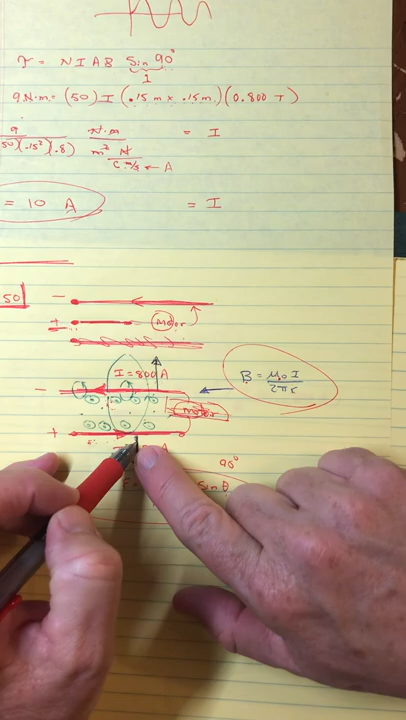 τ = N I A B Sin 90°
1
9 N·m = (50) I (.15 m × .15 m) (0.800 T)
9 N·m = I
50)(.15²)(.8) m² N
C·m/s ← A
= 10 A = I
50 −
+ Motor
I = 800 A
B = μ₀ I
2πr
−
Motor
+
A
90°
Sin θ